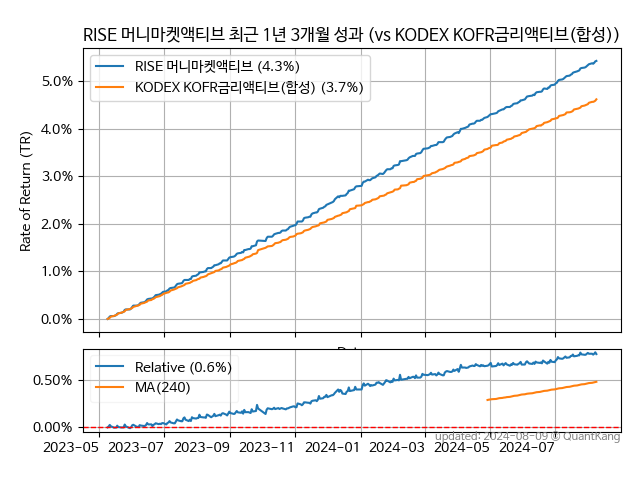 RISE 머니마켓액티브 최근 1년 3개월 성과 (vs KODEX KOFR금리액티브(합성))
RISE 머니마켓액티브 (4.3%)
KODEX KOFR금리액티브(합성) (3.7%)
5.0%
4.0%
3.0%
2.0%
1.0%
0.0%
Rate of Return (TR)
Relative (0.6%)
MA(240)
0.50%
0.00%
2023-05 2023-07 2023-09 2023-11 2024-01 2024-03 2024-05 2024-07
updated: 2024-08-09 © QuantKang